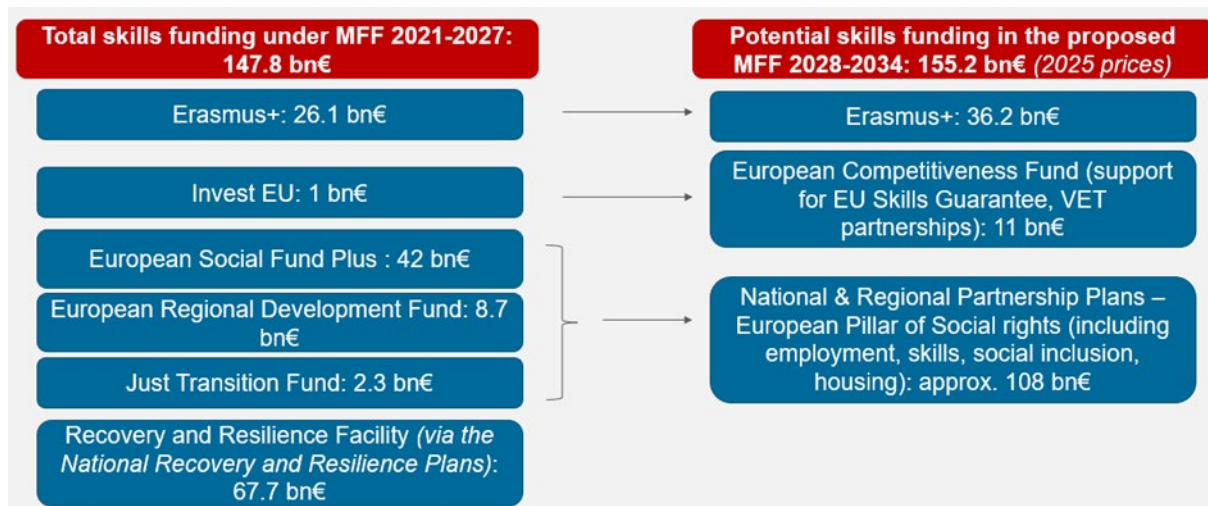 Total skills funding under MFF 2021-2027:
147.8 bn€
Erasmus+: 26.1 bn€
Invest EU: 1 bn€
European Social Fund Plus : 42 bn€
European Regional Development Fund: 8.7
bn€
Just Transition Fund: 2.3 bn€
Recovery and Resilience Facility (via the
National Recovery and Resilience Plans):
67.7 bn€
Potential skills funding in the proposed
MFF 2028-2034: 155.2 bn€ (2025 prices)
Erasmus+: 36.2 bn€
European Competitiveness Fund (support
for EU Skills Guarantee, VET
partnerships): 11 bn€
National & Regional Partnership Plans –
European Pillar of Social rights (including
employment, skills, social inclusion,
housing): approx. 108 bn€